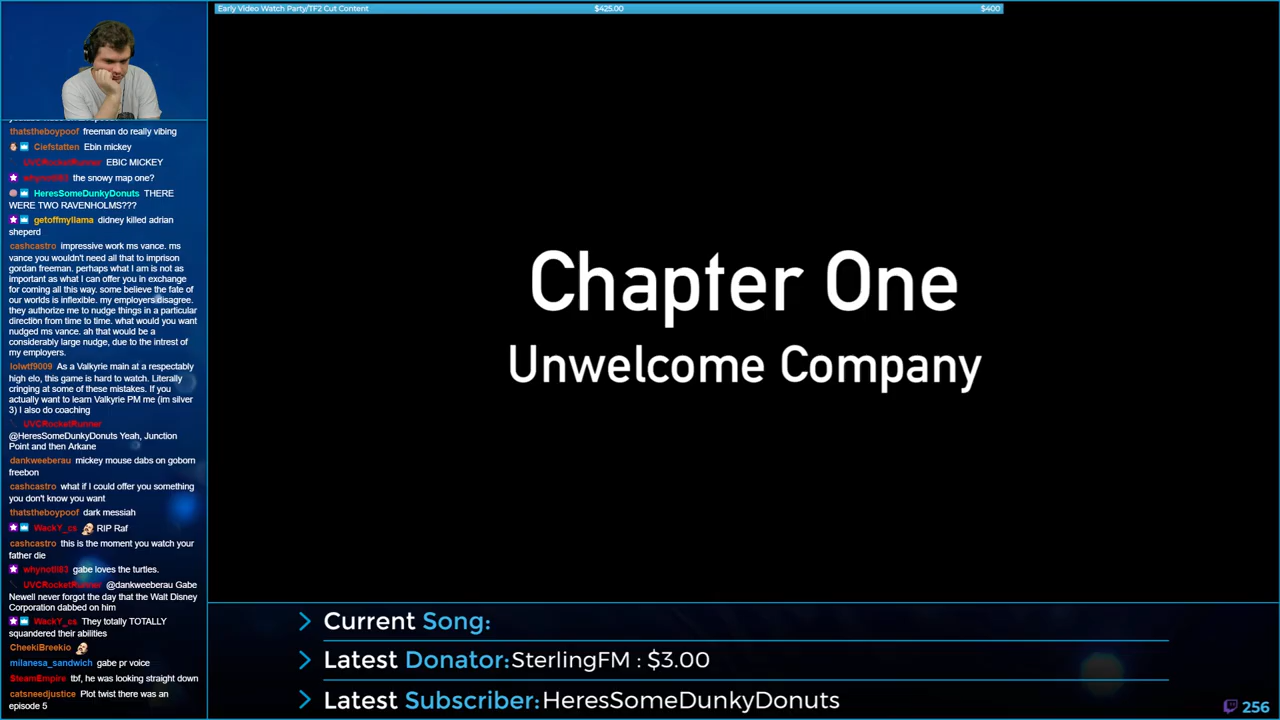 Early Video Watch Party/TF2 Cut Content $425.00 $400
thatstheboypoof freeman do really vibing
Ciefstatten Ebin mickey
UVCRocketRunner EBIC MICKEY
whynotll83 the snowy map one?
HeresSomeDunkyDonuts THERE
WERE TWO RAVENHOLMS???
getoffmyllama didney killed adrian
sheperd
cashcastro impressive work ms vance. ms
vance you wouldn't need all that to imprison
gordan freeman. perhaps what I am is not as
important as what I can offer you in exchange
for coming all this way. some believe the fate of
our worlds is inflexible. my employers disagree.
they authorize me to nudge things in a particular
direction from time to time. what would you want
nudged ms vance. ah that would be a
considerably large nudge, due to the intrest of
my employers.
lolwtf9009 As a Valkyrie main at a respectably
high elo, this game is hard to watch. Literally
cringing at some of these mistakes. If you
actually want to learn Valkyrie PM me (im silver
3) I also do coaching
UVCRocketRunner
@HeresSomeDunkyDonuts Yeah, Junction
Point and then Arkane
dankweeberau mickey mouse dabs on goborn
freebon
cashcastro what if I could offer you something
you don't know you want
thatstheboypoof dark messiah
WackY_cs RIP Raf
cashcastro this is the moment you watch your
father die
whynotll83 gabe loves the turtles.
UVCRocketRunner @dankweeberau Gabe
Newell never forgot the day that the Walt Disney
Corporation dabbed on him
WackY_cs They totally TOTALLY
squandered their abilities
CheekiBreekio
milanesa_sandwich gabe pr voice
$teamEmpire tbf, he was looking straight down
catsneedjustice Plot twist there was an
episode 5
Chapter One
Unwelcome Company
Current Song:
Latest Donator: SterlingFM : $3.00
Latest Subscriber: HeresSomeDunkyDonuts
256